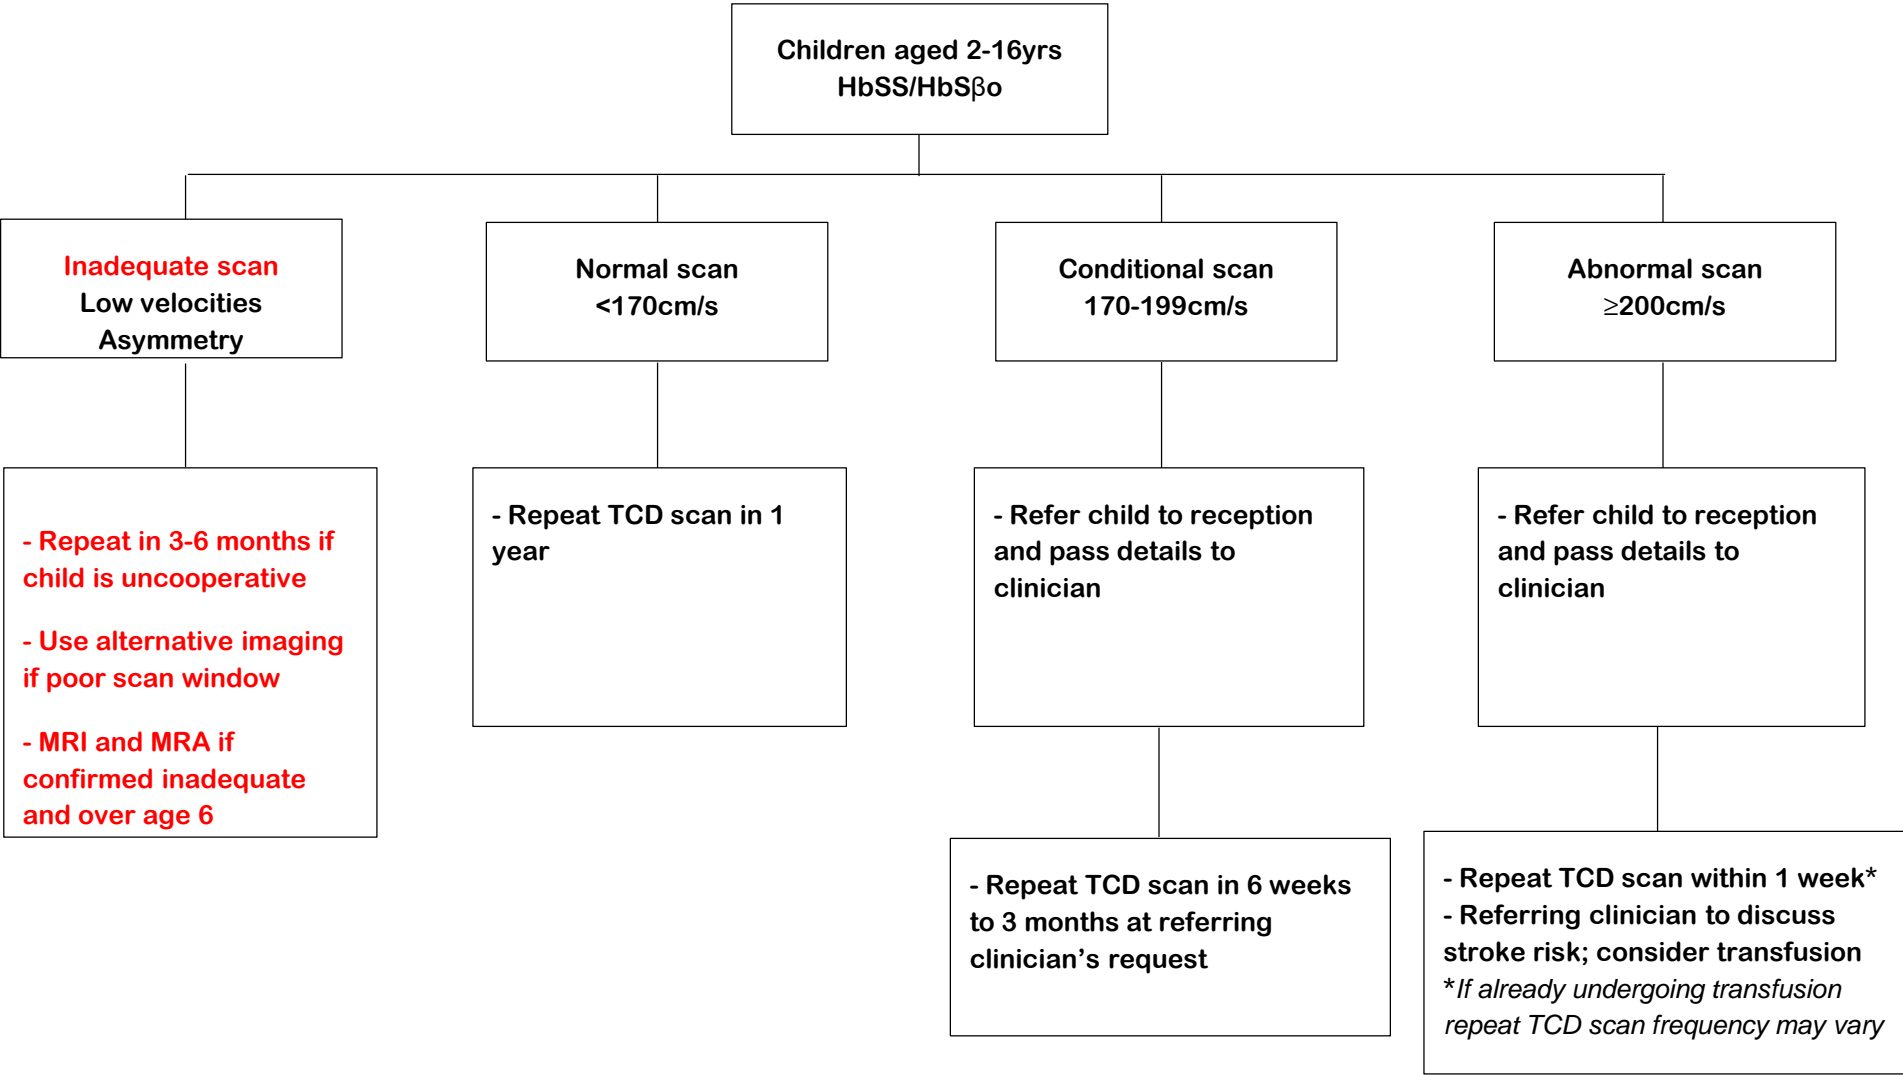 Children aged 2-16yrs
HbSS/HbSβo
Inadequate scan
Low velocities
Asymmetry
Normal scan
<170cm/s
Conditional scan
170-199cm/s
Abnormal scan
≥200cm/s
- Repeat in 3-6 months if
child is uncooperative
- Use alternative imaging
if poor scan window
- MRI and MRA if
confirmed inadequate
and over age 6
- Repeat TCD scan in 1
year
- Refer child to reception
and pass details to
clinician
- Refer child to reception
and pass details to
clinician
- Repeat TCD scan in 6 weeks
to 3 months at referring
clinician’s request
- Repeat TCD scan within 1 week*
- Referring clinician to discuss
stroke risk; consider transfusion
*If already undergoing transfusion
repeat TCD scan frequency may vary